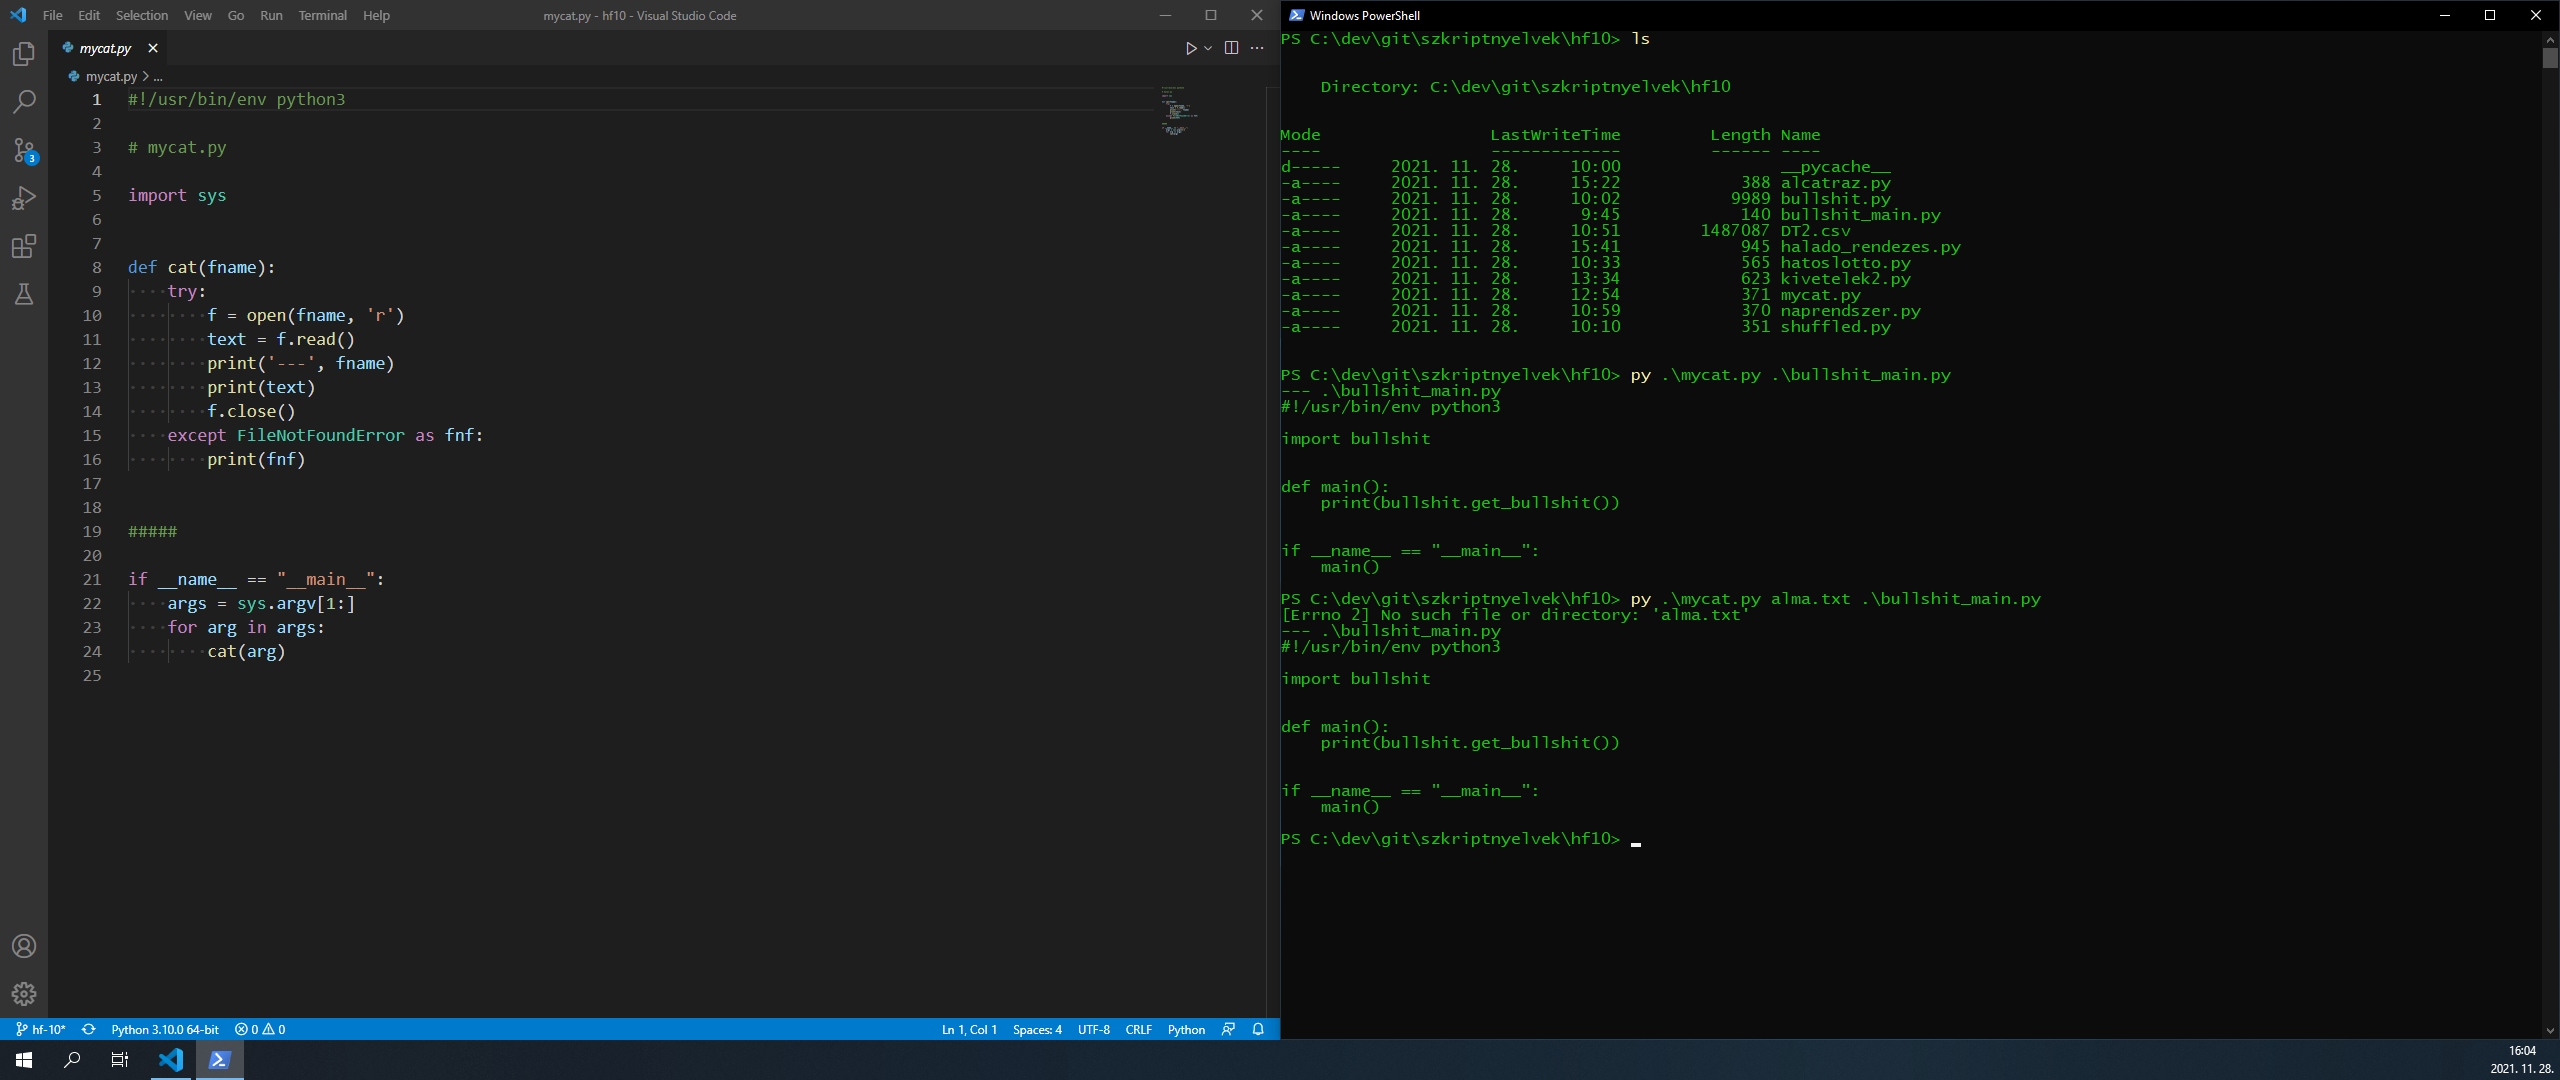 File Edit Selection View Go Run Terminal Help mycat.py - hf10 - Visual Studio Code
mycat.py
mycat.py > ...
1 #!/usr/bin/env python3
2
3 # mycat.py
4
5 import sys
6
7
8 def cat(fname):
9 try:
10 f = open(fname, 'r')
11 text = f.read()
12 print('---', fname)
13 print(text)
14 f.close()
15 except FileNotFoundError as fnf:
16 print(fnf)
17
18
19 #####
20
21 if __name__ == "__main__":
22 args = sys.argv[1:]
23 for arg in args:
24 cat(arg)
25
3
hf-10* Python 3.10.0 64-bit 0 0 Ln 1, Col 1 Spaces: 4 UTF-8 CRLF Python
Windows PowerShell
PS C:\dev\git\szkriptnyelvek\hf10> ls
Directory: C:\dev\git\szkriptnyelvek\hf10
Mode LastWriteTime Length Name
---- ------------- ------ ----
d----- 2021. 11. 28. 10:00 __pycache__
-a---- 2021. 11. 28. 15:22 388 alcatraz.py
-a---- 2021. 11. 28. 10:02 9989 bullshit.py
-a---- 2021. 11. 28. 9:45 140 bullshit_main.py
-a---- 2021. 11. 28. 10:51 1487087 DT2.csv
-a---- 2021. 11. 28. 15:41 945 halado_rendezes.py
-a---- 2021. 11. 28. 10:33 565 hatoslotto.py
-a---- 2021. 11. 28. 13:34 623 kivetelek2.py
-a---- 2021. 11. 28. 12:54 371 mycat.py
-a---- 2021. 11. 28. 10:59 370 naprendszer.py
-a---- 2021. 11. 28. 10:10 351 shuffled.py
PS C:\dev\git\szkriptnyelvek\hf10> py .\mycat.py .\bullshit_main.py
--- .\bullshit_main.py
#!/usr/bin/env python3
import bullshit
def main():
print(bullshit.get_bullshit())
if __name__ == "__main__":
main()
PS C:\dev\git\szkriptnyelvek\hf10> py .\mycat.py alma.txt .\bullshit_main.py
[Errno 2] No such file or directory: 'alma.txt'
--- .\bullshit_main.py
#!/usr/bin/env python3
import bullshit
def main():
print(bullshit.get_bullshit())
if __name__ == "__main__":
main()
PS C:\dev\git\szkriptnyelvek\hf10>
16:04
2021. 11. 28.